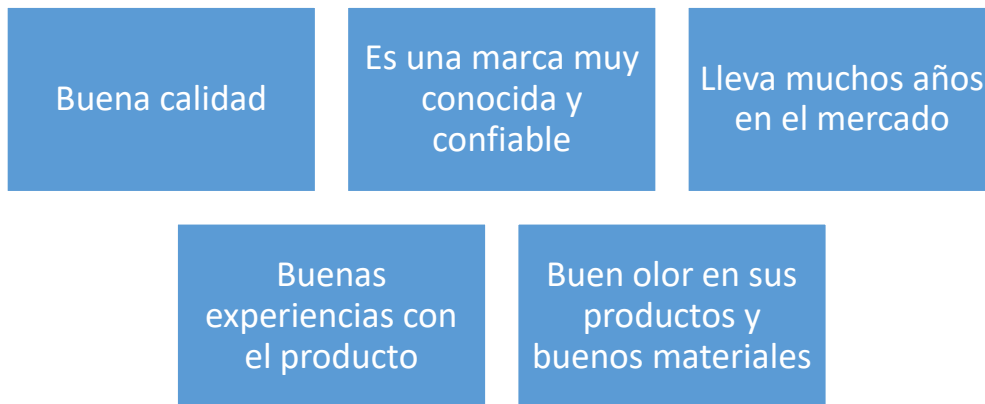 Buena calidad
Es una marca muy
conocida y
confiable
Lleva muchos años
en el mercado
Buenas
experiencias con
el producto
Buen olor en sus
productos y
buenos materiales